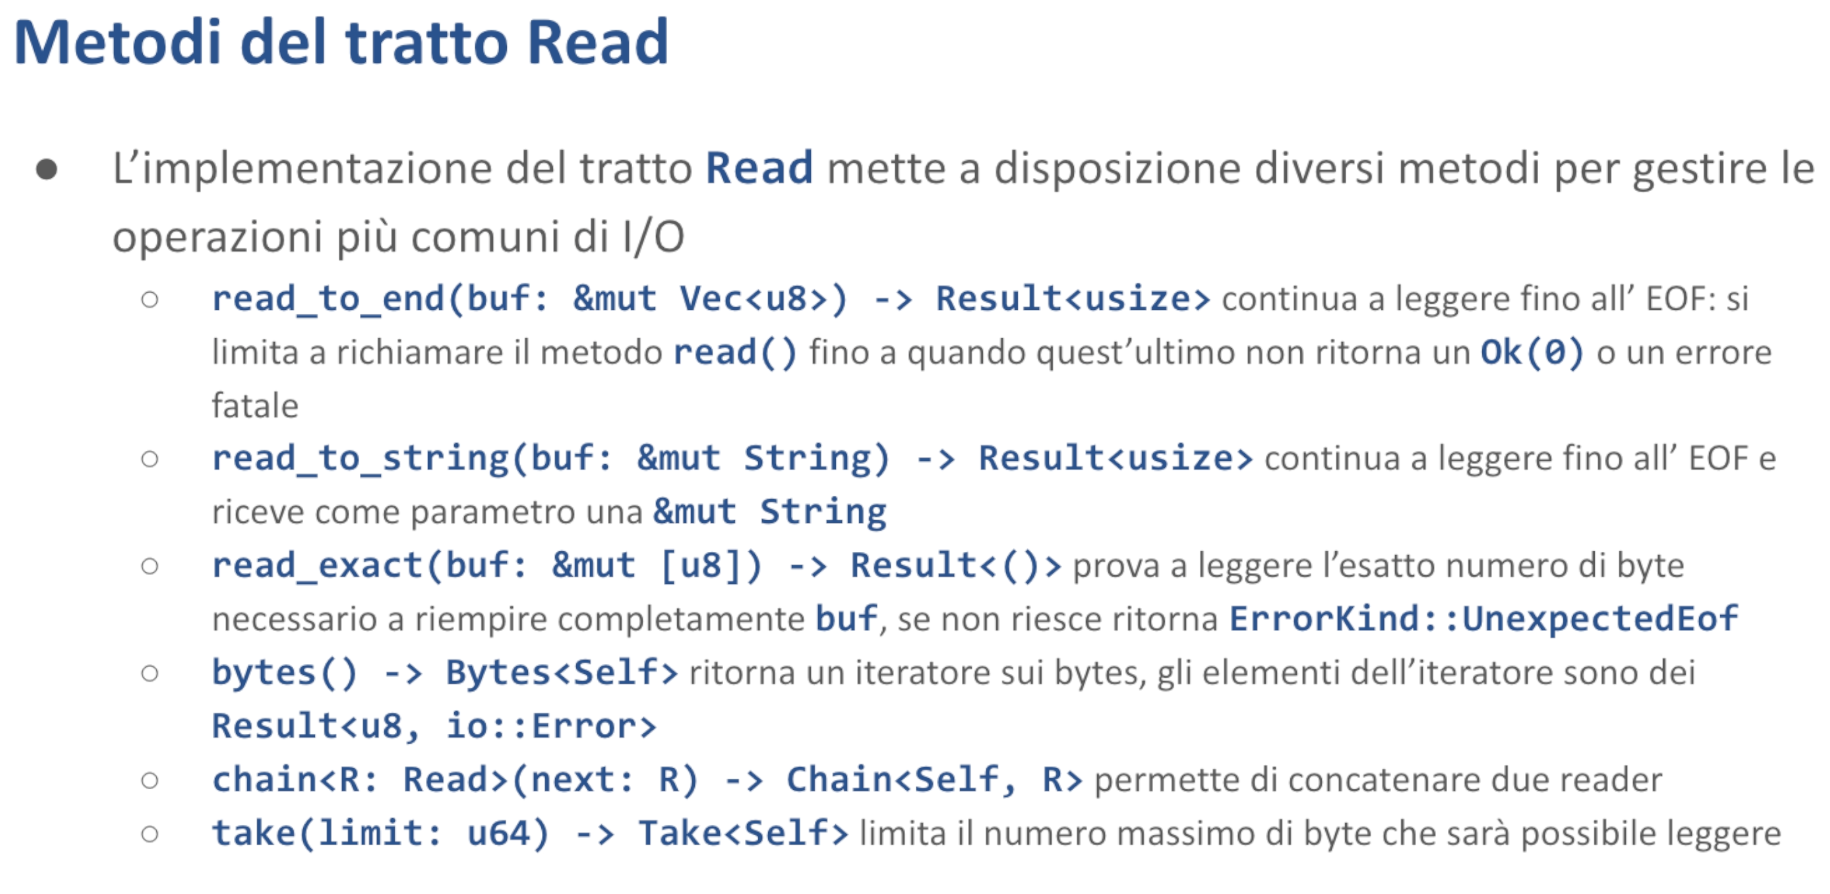 Metodi del tratto Read
● L’implementazione del tratto Read mette a disposizione diversi metodi per gestire le
operazioni più comuni di I/O
○ read_to_end(buf: &mut Vec<u8>) -> Result<usize> continua a leggere fino all’ EOF: si
limita a richiamare il metodo read() fino a quando quest’ultimo non ritorna un Ok(0) o un errore
fatale
○ read_to_string(buf: &mut String) -> Result<usize> continua a leggere fino all’ EOF e
riceve come parametro una &mut String
○ read_exact(buf: &mut [u8]) -> Result<()> prova a leggere l’esatto numero di byte
necessario a riempire completamente buf, se non riesce ritorna ErrorKind::UnexpectedEof
○ bytes() -> Bytes<Self> ritorna un iteratore sui bytes, gli elementi dell’iteratore sono dei
Result<u8, io::Error>
○ chain<R: Read>(next: R) -> Chain<Self, R> permette di concatenare due reader
○ take(limit: u64) -> Take<Self> limita il numero massimo di byte che sarà possibile leggere